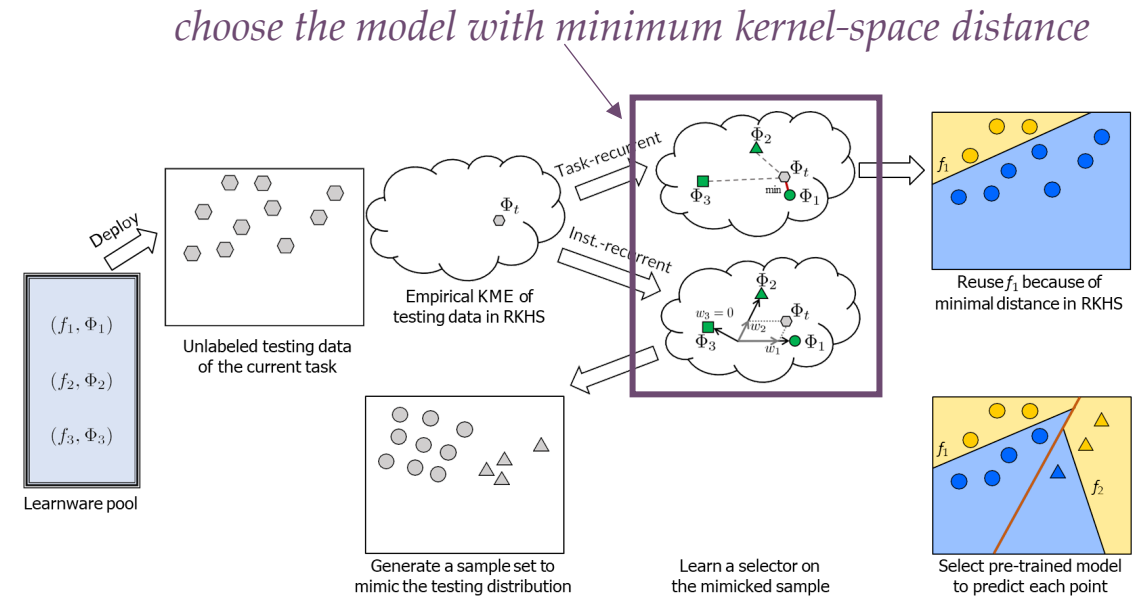 choose the model with minimum kernel-space distance
Deploy
(f₁, Φ₁)
(f₂, Φ₂)
(f₃, Φ₃)
Learnware pool
Unlabeled testing data
of the current task
Φₜ
Empirical KME of
testing data in RKHS
Task-recurrent
Inst.-recurrent
Φ₂
Φₜ
Φ₃
min
Φ₁
Φ₂
w₃ = 0
Φₜ
w₂
Φ₃
w₁
Φ₁
f₁
Reuse f₁ because of
minimal distance in RKHS
Generate a sample set to
mimic the testing distribution
Learn a selector on
the mimicked sample
f₁
f₂
Select pre-trained model
to predict each point